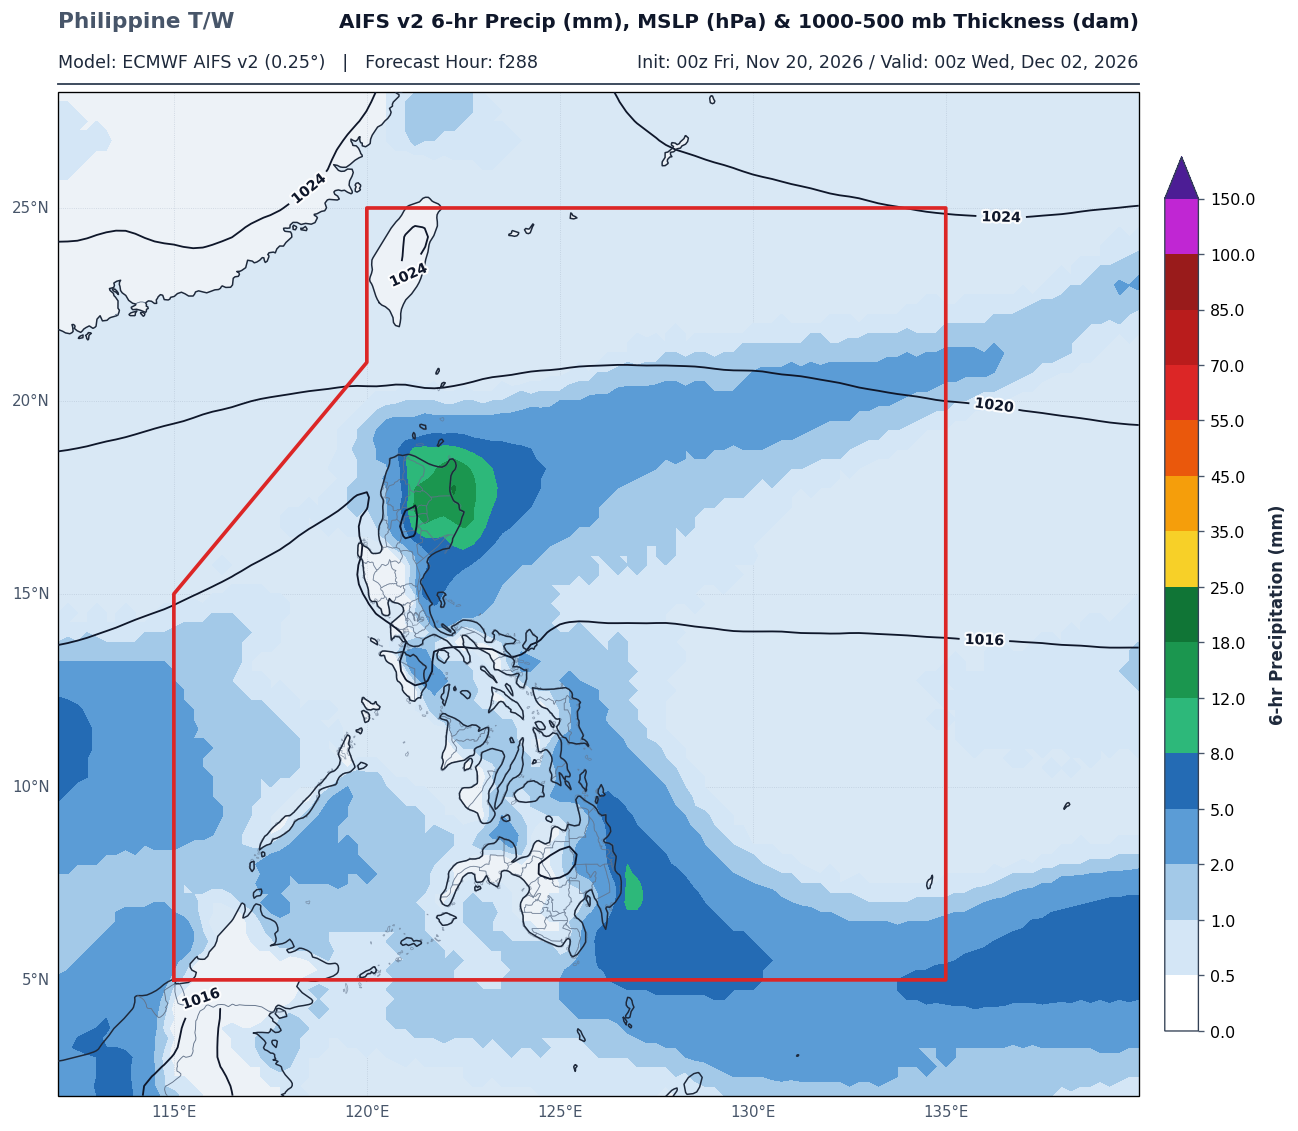 Philippine T/W
AIFS v2 6-hr Precip (mm), MSLP (hPa) & 1000-500 mb Thickness (dam)
Model: ECMWF AIFS v2 (0.25°) | Forecast Hour: f288
Init: 00z Fri, Nov 20, 2026 / Valid: 00z Wed, Dec 02, 2026
1024
1024
1024
1020
1016
1016
25°N
20°N
15°N
10°N
5°N
115°E
120°E
125°E
130°E
135°E
150.0
100.0
85.0
70.0
55.0
45.0
35.0
25.0
18.0
12.0
8.0
5.0
2.0
1.0
0.5
0.0
6-hr Precipitation (mm)